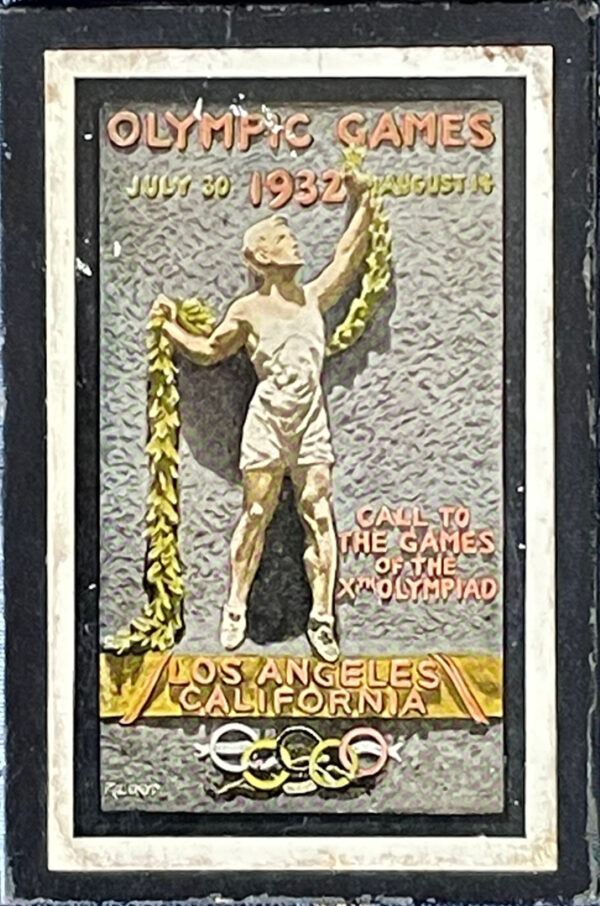 OLYMPIC GAMES
JULY 30 1932 AUGUST 14
CALL TO
THE GAMES
OF THE
XTH OLYMPIAD
LOS ANGELES
CALIFORNIA